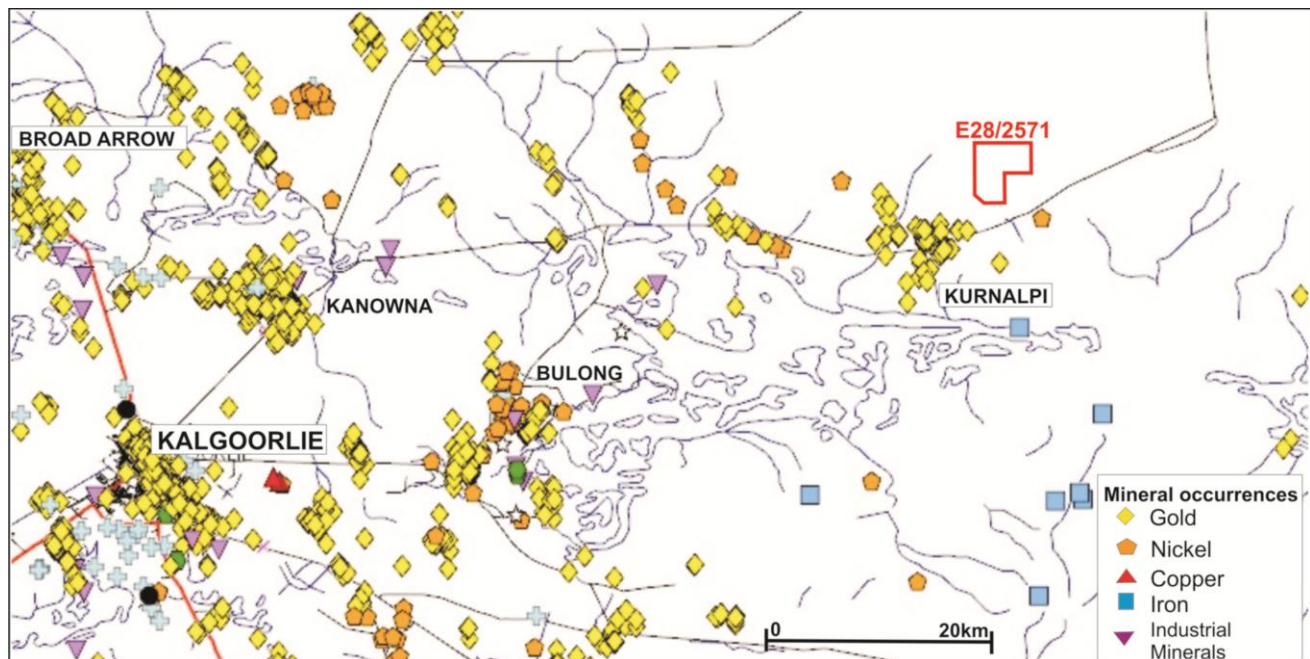 E28/2571
BROAD ARROW
KURNALPI
KANOWNA
BULONG
KALGOORLIE
Mineral occurrences
Gold
Nickel
Copper
Iron
Industrial
Minerals
0 20km